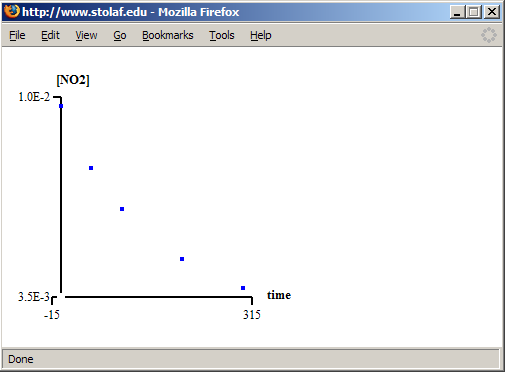 http://www.stolaf.edu - Mozilla Firefox
File Edit View Go Bookmarks Tools Help
[NO2]
1.0E-2
3.5E-3
time
-15 315
Done